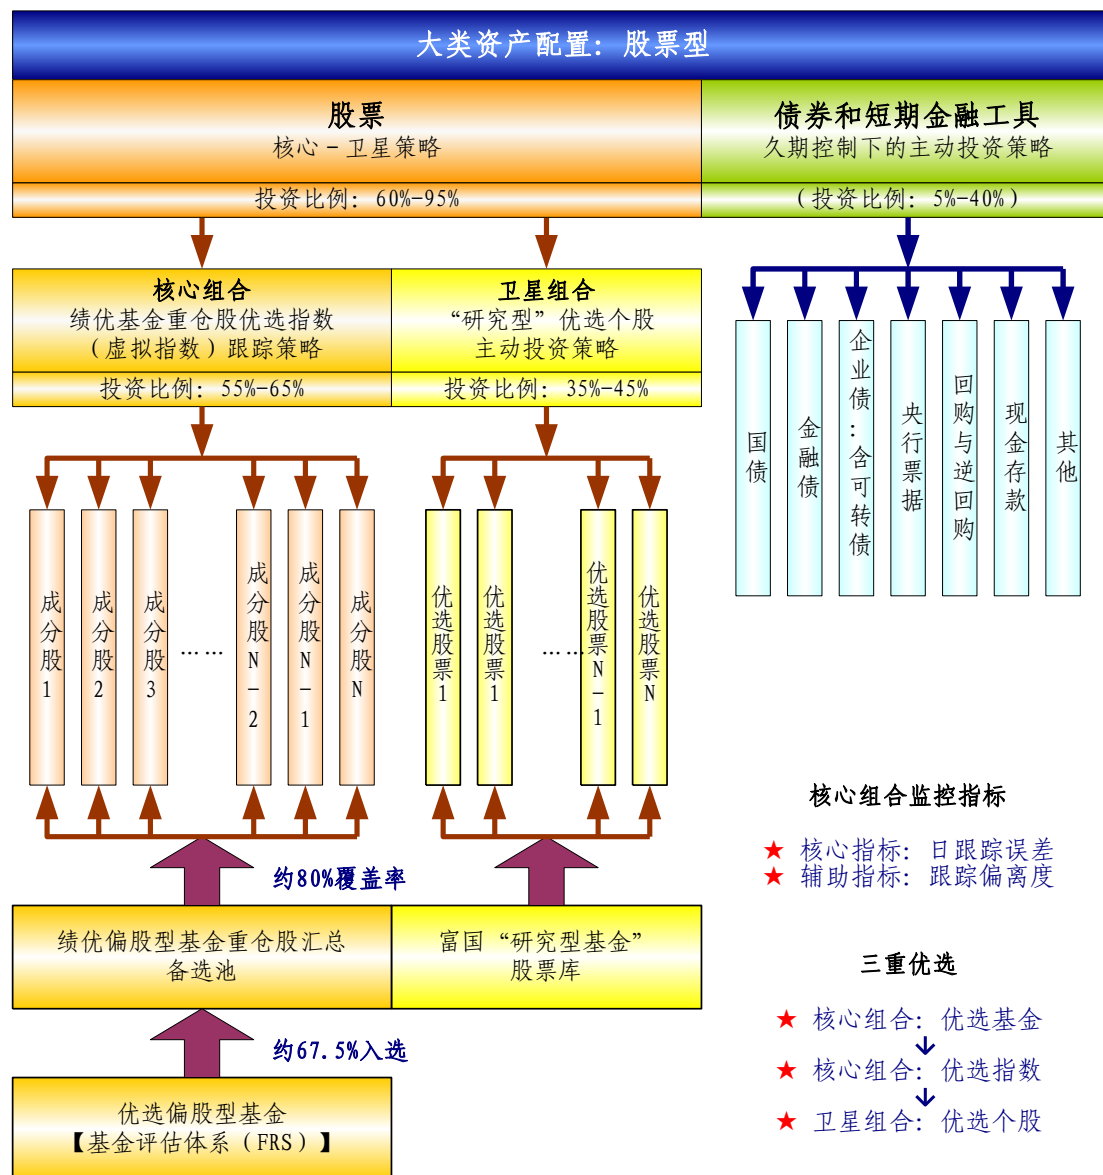 大类资产配置：股票型
股票
核心－卫星策略
投资比例：60%-95%
债券和短期金融工具
久期控制下的主动投资策略
（投资比例：5%-40%）
核心组合
绩优基金重仓股优选指数
（虚拟指数）跟踪策略
投资比例：55%-65%
卫星组合
“研究型”优选个股
主动投资策略
投资比例：35%-45%
国债
金融债
企业债：含可转债
央行票据
回购与逆回购
现金存款
其他
成分股1
成分股2
成分股3
……
成分股N-2
成分股N-1
成分股N
优选股票1
优选股票1
……
优选股票N-1
优选股票N
约80%覆盖率
绩优偏股型基金重仓股汇总
备选池
富国“研究型基金”
股票库
约67.5%入选
优选偏股型基金
【基金评估体系（FRS）】
核心组合监控指标
★ 核心指标：日跟踪误差
★ 辅助指标：跟踪偏离度
三重优选
★ 核心组合：优选基金
↓
★ 核心组合：优选指数
↓
★ 卫星组合：优选个股